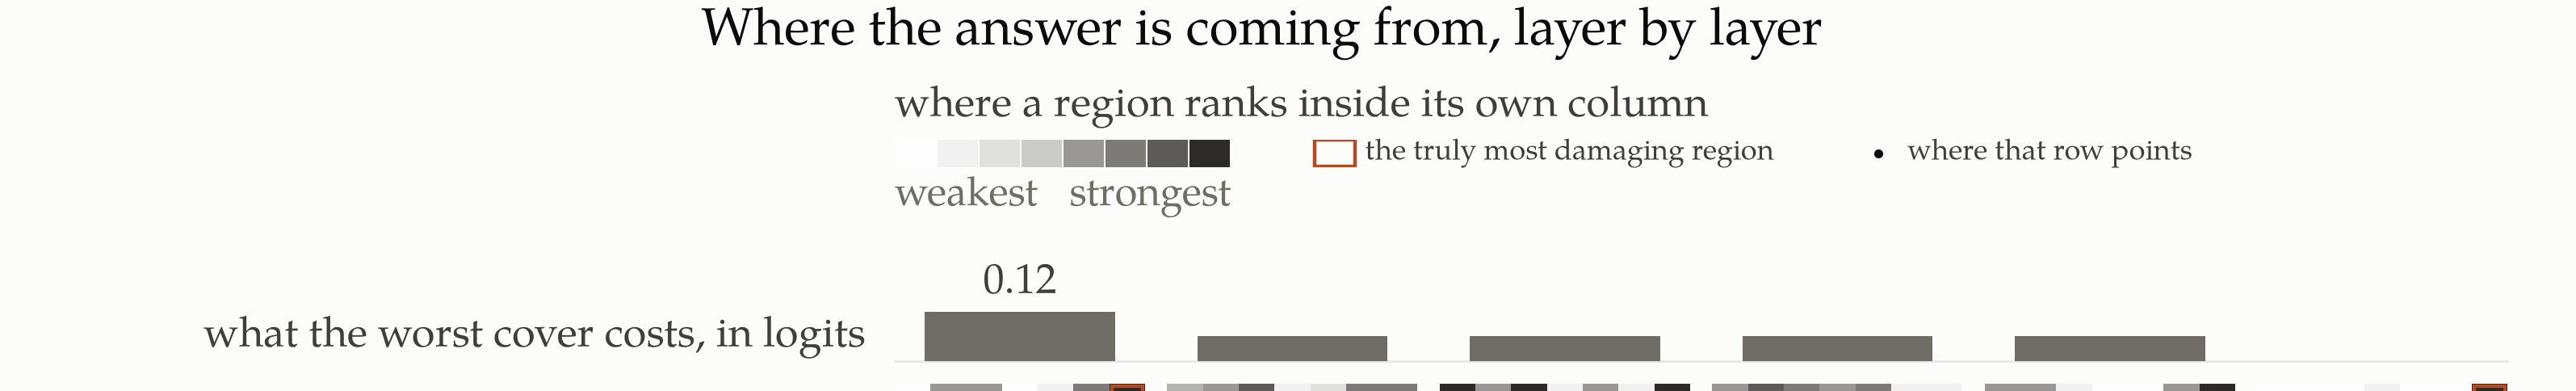 Where the answer is coming from, layer by layer
where a region ranks inside its own column
the truly most damaging region
where that row points
weakest strongest
0.12
what the worst cover costs, in logits